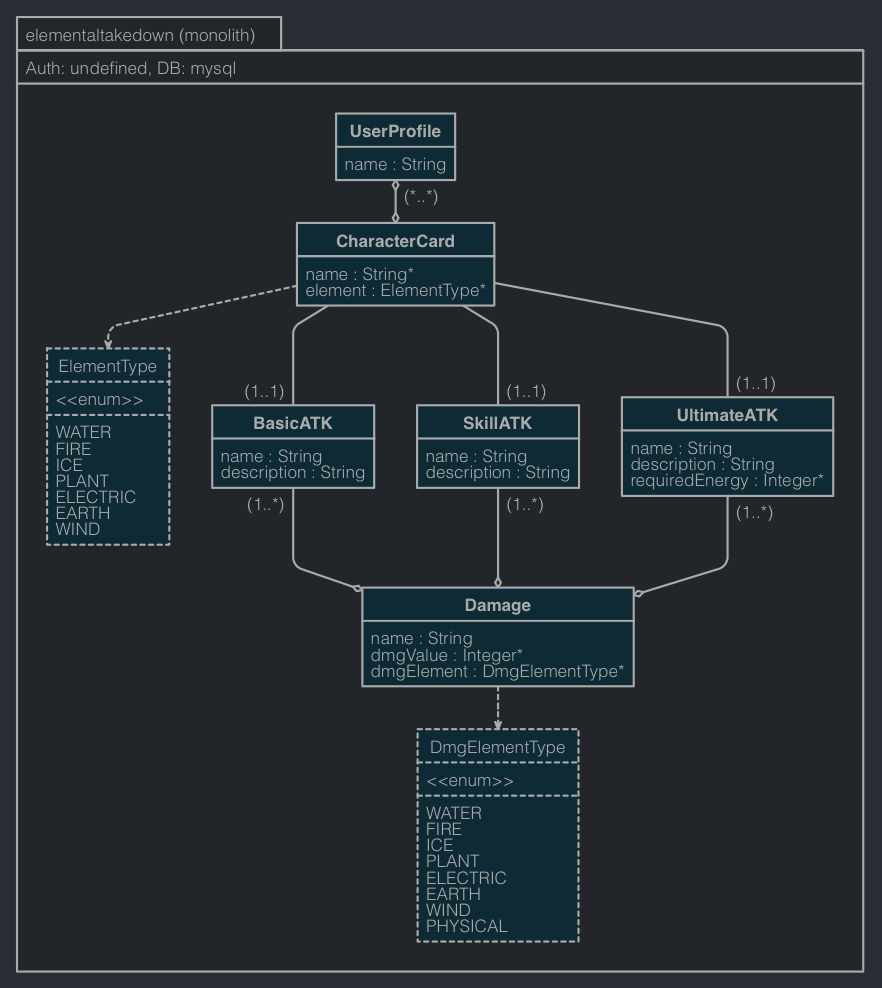 elementaltakedown (monolith)
Auth: undefined, DB: mysql
UserProfile
name : String
(*..*)
CharacterCard
name : String*
element : ElementType*
ElementType
<<enum>>
WATER
FIRE
ICE
PLANT
ELECTRIC
EARTH
WIND
(1..1)
BasicATK
name : String
description : String
(1..*)
(1..1)
SkillATK
name : String
description : String
(1..*)
(1..1)
UltimateATK
name : String
description : String
requiredEnergy : Integer*
(1..*)
Damage
name : String
dmgValue : Integer*
dmgElement : DmgElementType*
DmgElementType
<<enum>>
WATER
FIRE
ICE
PLANT
ELECTRIC
EARTH
WIND
PHYSICAL